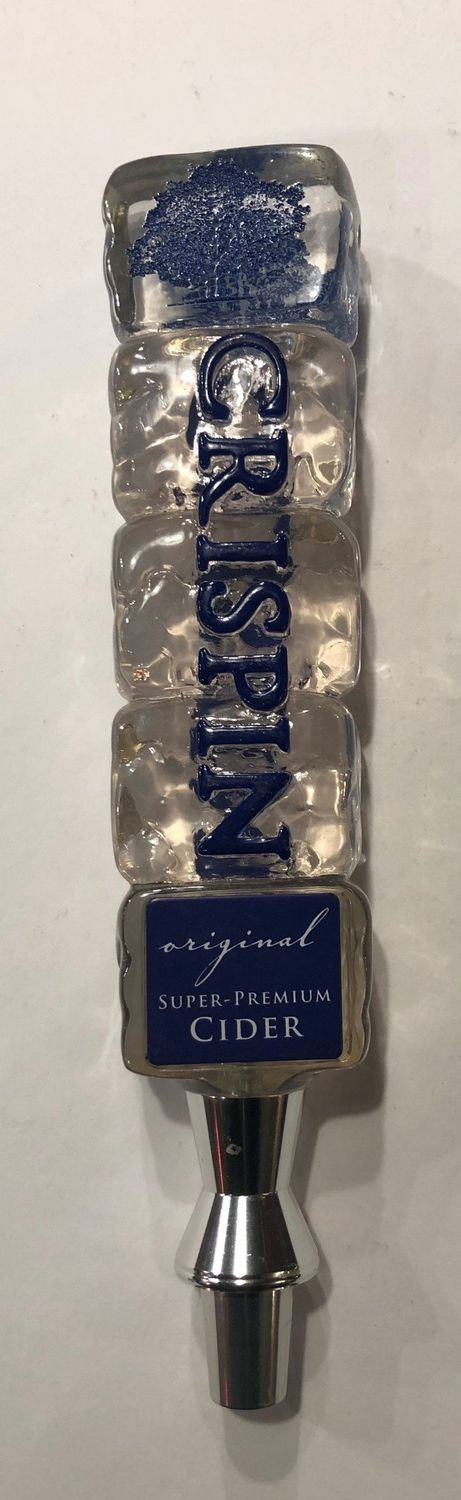 CRISPIN
original
SUPER-PREMIUM
CIDER